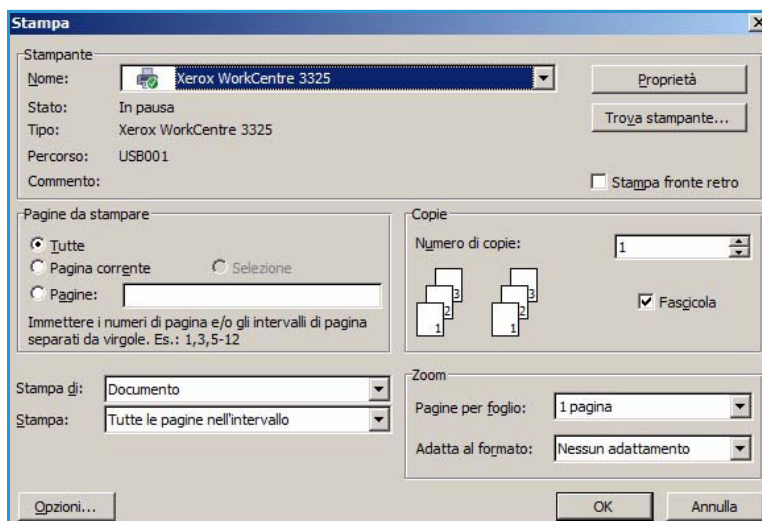 Stampa
Stampante
Nome: Xerox WorkCentre 3325 Proprietà
Stato: In pausa
Tipo: Xerox WorkCentre 3325 Trova stampante...
Percorso: USB001
Commento: Stampa fronte retro
Pagine da stampare
Tutte
Pagina corrente Selezione
Pagine:
Immettere i numeri di pagina e/o gli intervalli di pagina
separati da virgole. Es.: 1,3,5-12
Copie
Numero di copie: 1
3 3
2 2
1 1
Fascicola
Stampa di: Documento
Stampa: Tutte le pagine nell'intervallo
Zoom
Pagine per foglio: 1 pagina
Adatta al formato: Nessun adattamento
Opzioni... OK Annulla